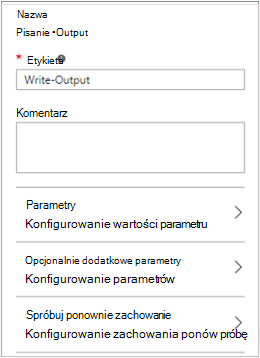 Nazwa
Pisanie •Output
* Etykieta
Write-Output
Komentarz
Parametry
Konfigurowanie wartości parametru
Opcjonalnie dodatkowe parametry
Konfigurowanie parametrów
Spróbuj ponownie zachowanie
Konfigurowanie zachowania ponów próbę